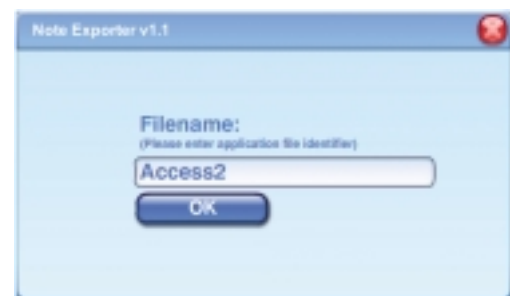 Note Exporter v1.1
Filename:
(Please enter application file identifier)
Access2
OK